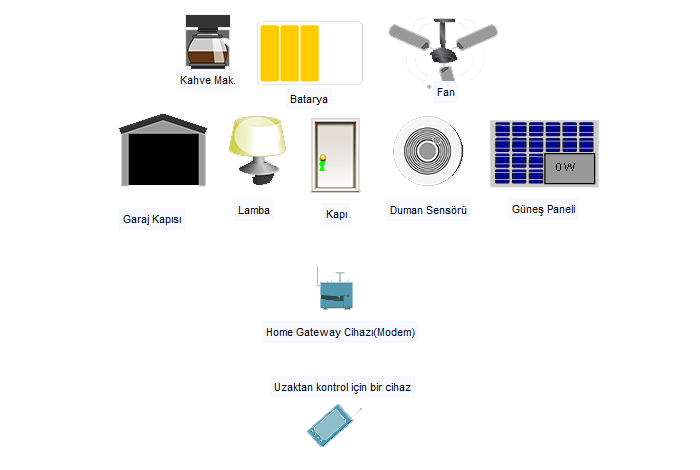 Kahve Mak.
Batarya
Fan
Garaj Kapısı
Lamba
Kapı
Duman Sensörü
0 W
Güneş Paneli
Home Gateway Cihazı(Modem)
Uzaktan kontrol için bir cihaz